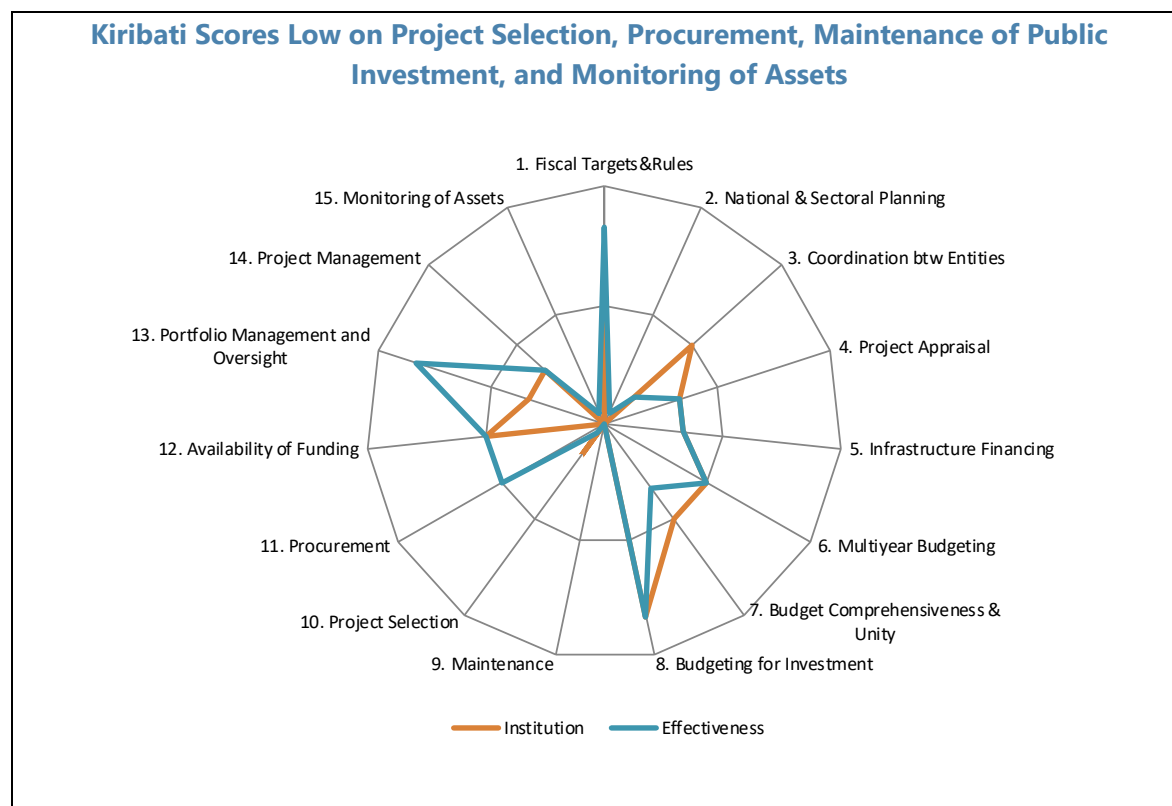 Kiribati Scores Low on Project Selection, Procurement, Maintenance of Public
Investment, and Monitoring of Assets
1. Fiscal Targets&Rules
2. National & Sectoral Planning
3. Coordination btw Entities
4. Project Appraisal
5. Infrastructure Financing
6. Multiyear Budgeting
7. Budget Comprehensiveness &
Unity
8. Budgeting for Investment
9. Maintenance
10. Project Selection
11. Procurement
12. Availability of Funding
13. Portfolio Management and
Oversight
14. Project Management
15. Monitoring of Assets
Institution
Effectiveness